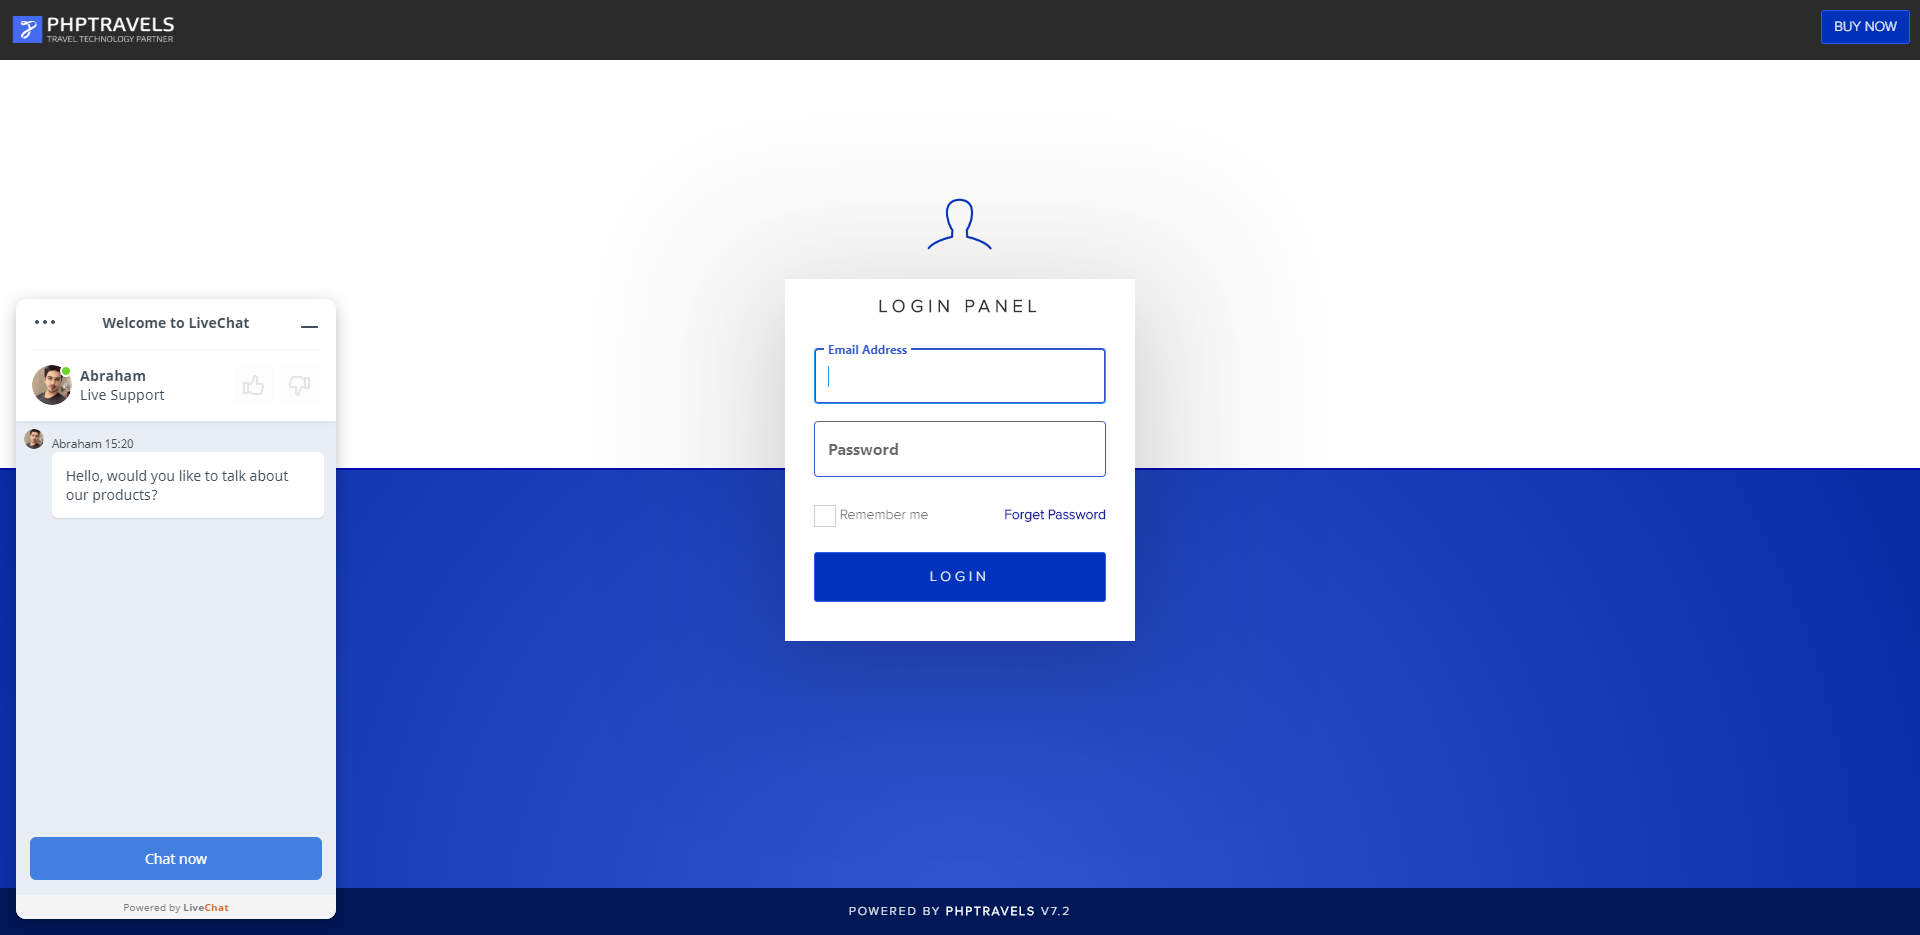 PHPTRAVELS
TRAVEL TECHNOLOGY PARTNER
BUY NOW
LOGIN PANEL
Email Address
Password
Remember me
Forget Password
LOGIN
Welcome to LiveChat
Abraham
Live Support
Abraham 15:20
Hello, would you like to talk about
our products?
Chat now
Powered by LiveChat
POWERED BY PHPTRAVELS V7.2